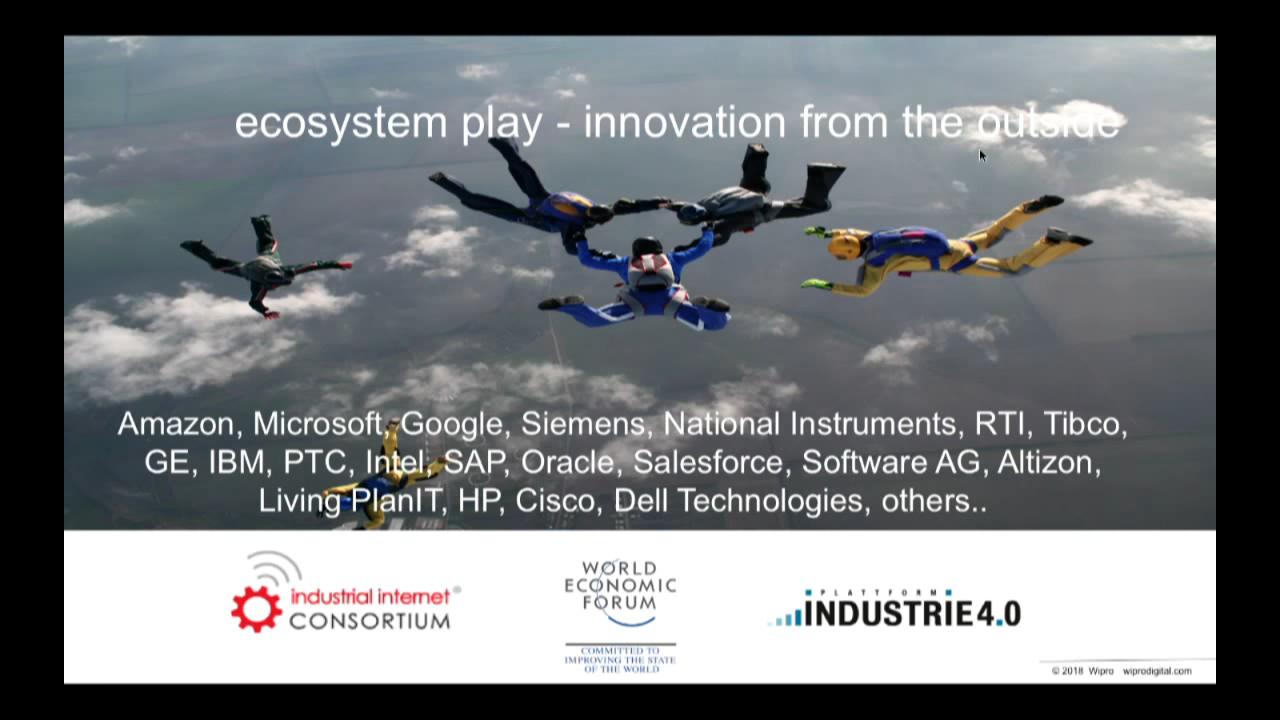 ecosystem play - innovation from the outside
Amazon, Microsoft, Google, Siemens, National Instruments, RTI, Tibco,
GE, IBM, PTC, Intel, SAP, Oracle, Salesforce, Software AG, Altizon,
Living PlanIT, HP, Cisco, Dell Technologies, others..
industrial internet®
CONSORTIUM
WORLD
ECONOMIC
FORUM
COMMITTED TO
IMPROVING THE STATE
OF THE WORLD
PLATTFORM
INDUSTRIE4.0
© 2018 Wipro wiprodigital.com